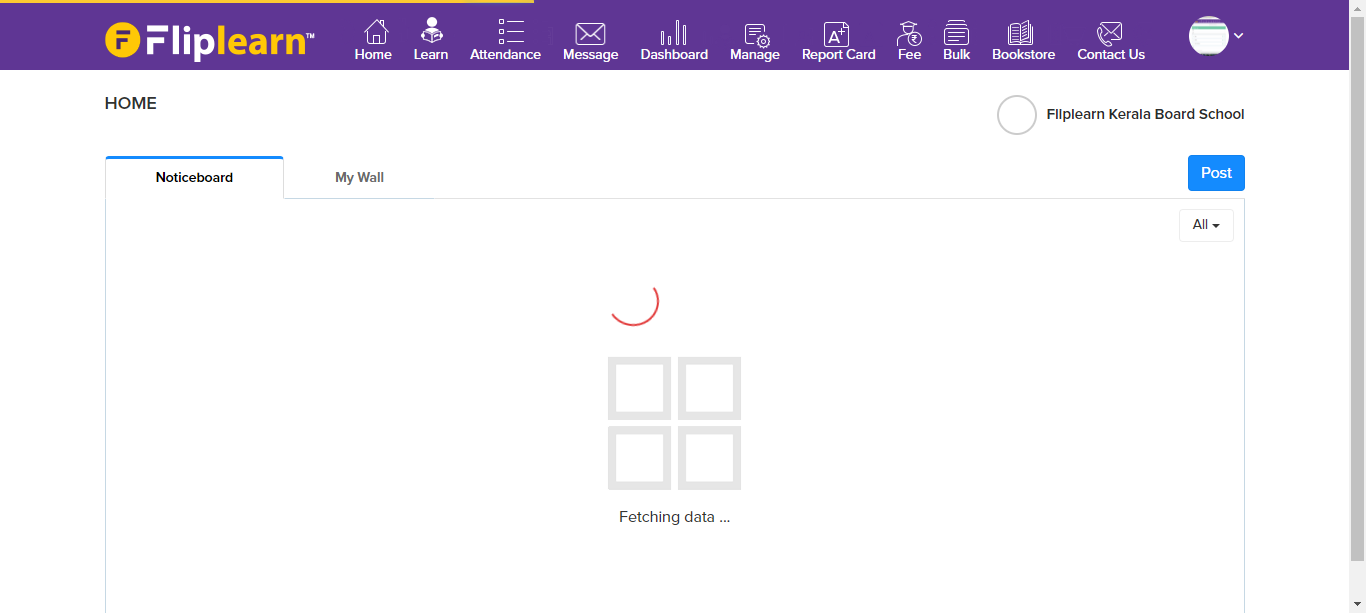 Fliplearn™
Home Learn Attendance Message Dashboard Manage Report Card Fee Bulk Bookstore Contact Us
HOME
Fliplearn Kerala Board School
Noticeboard My Wall Post
All
Fetching data ...